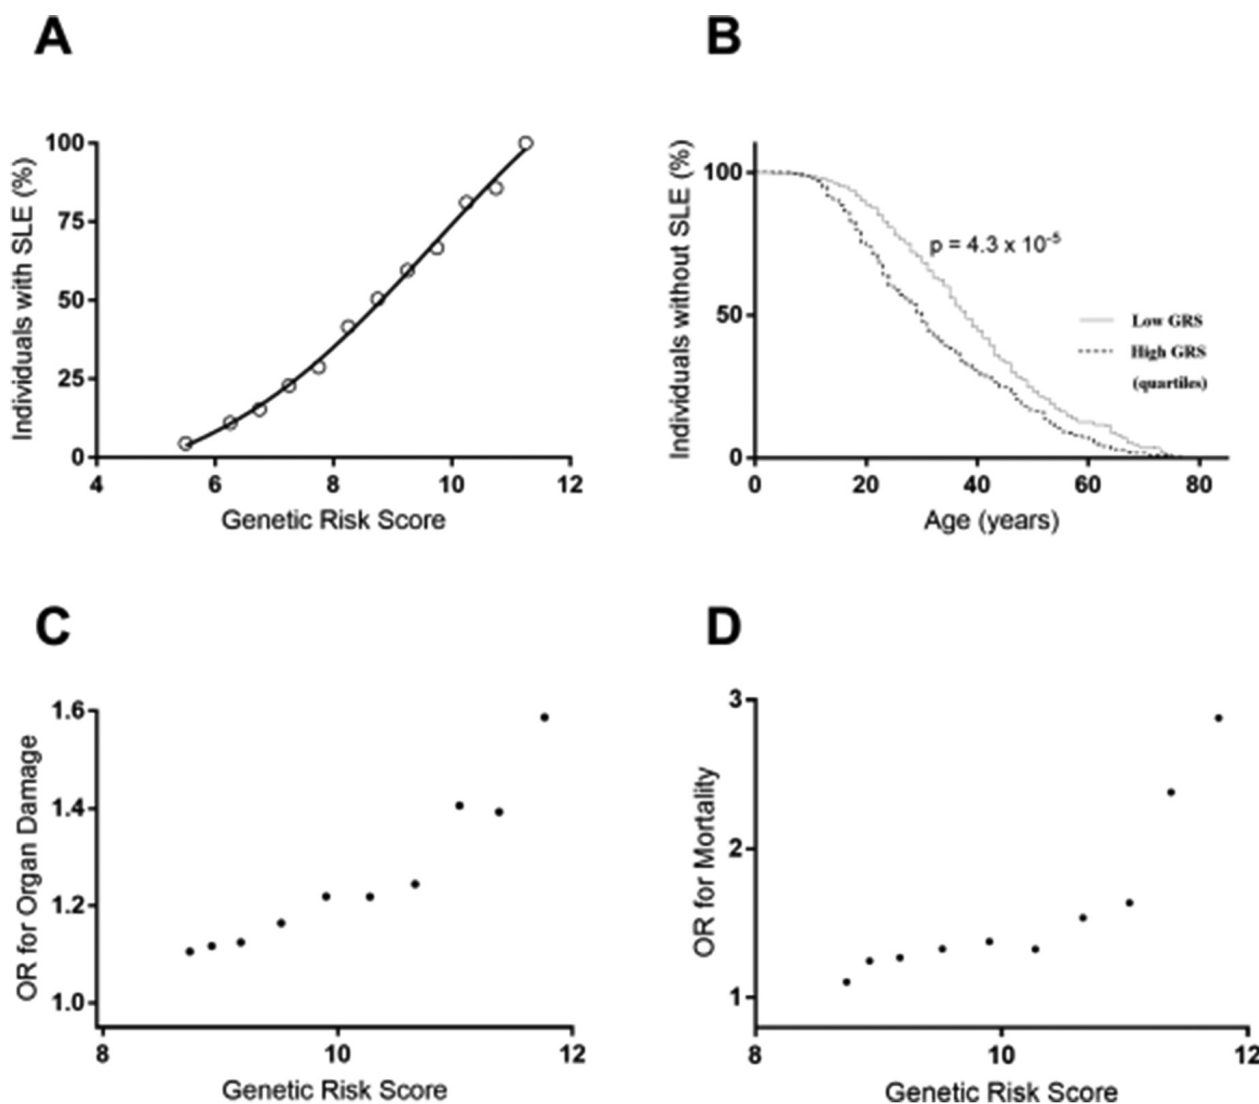 A
B
Individuals with SLE (%)
100
75
50
25
0
4 6 8 10 12
Genetic Risk Score
Individuals without SLE (%)
100
50
0
p = 4.3 x 10⁻⁵
Low GRS
High GRS
(quartiles)
0 20 40 60 80
Age (years)
C
D
OR for Organ Damage
1.6
1.4
1.2
1.0
8 10 12
Genetic Risk Score
OR for Mortality
3
2
1
8 10 12
Genetic Risk Score